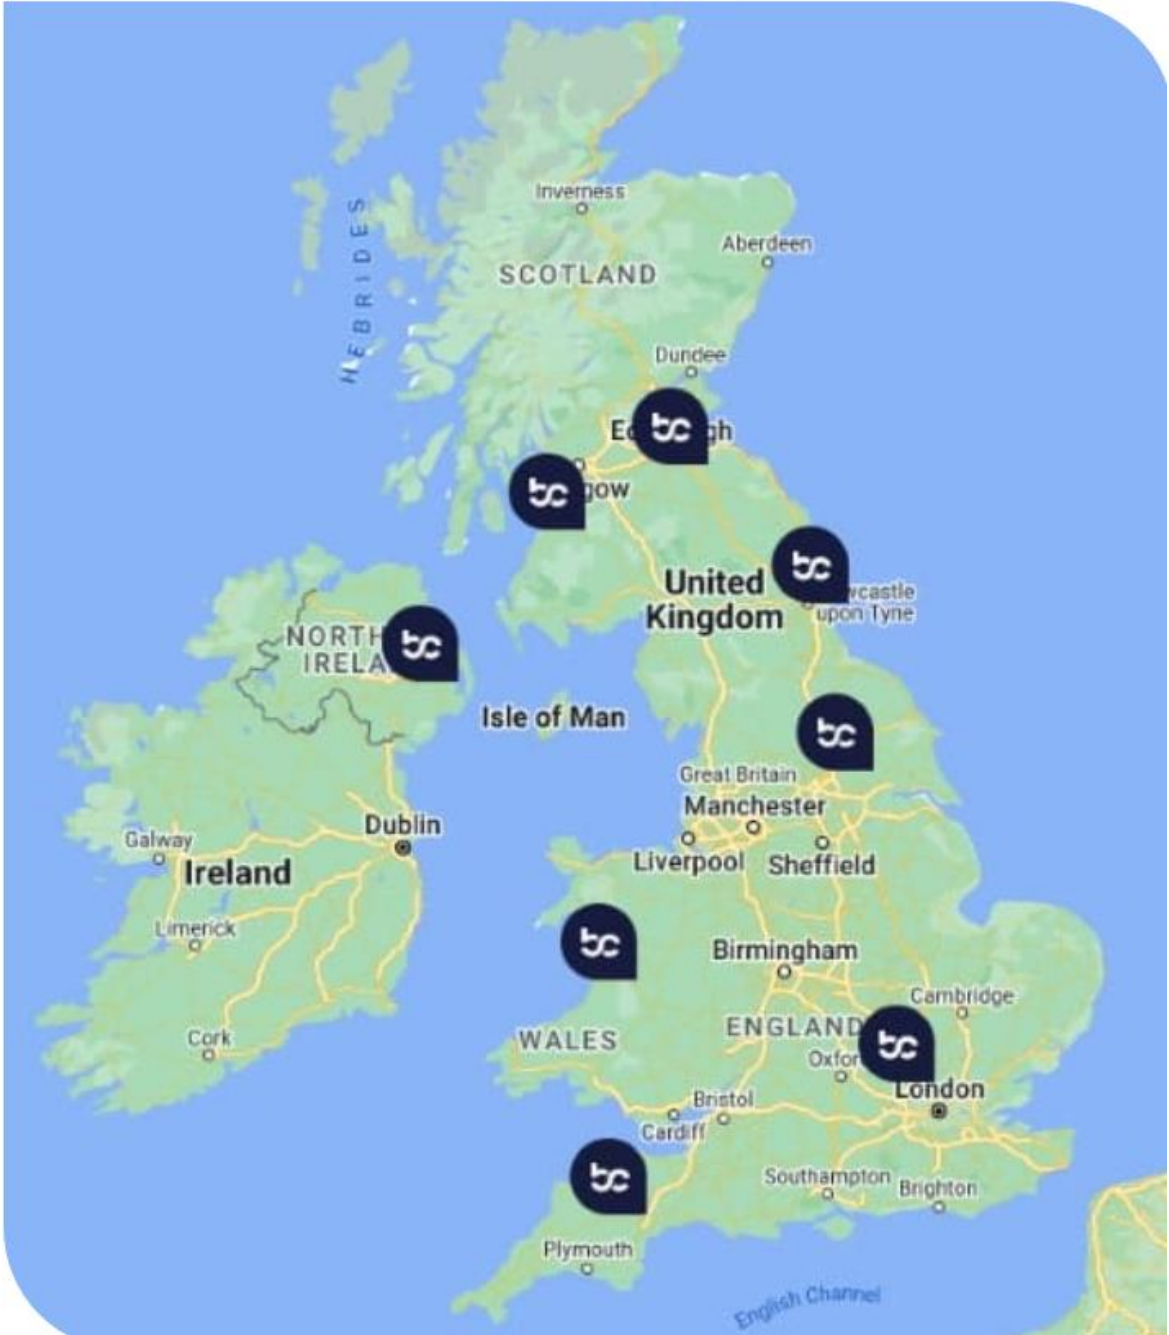 Inverness
Aberdeen
SCOTLAND
HEBRIDES
Dundee
United
Kingdom
upon Tyne
Isle of Man
Great Britain
Manchester
Dublin
Galway
Liverpool
Sheffield
Ireland
Limerick
Birmingham
Cambridge
ENGLAND
Cork
WALES
London
Bristol
Cardiff
Southampton
Brighton
Plymouth
English Channel